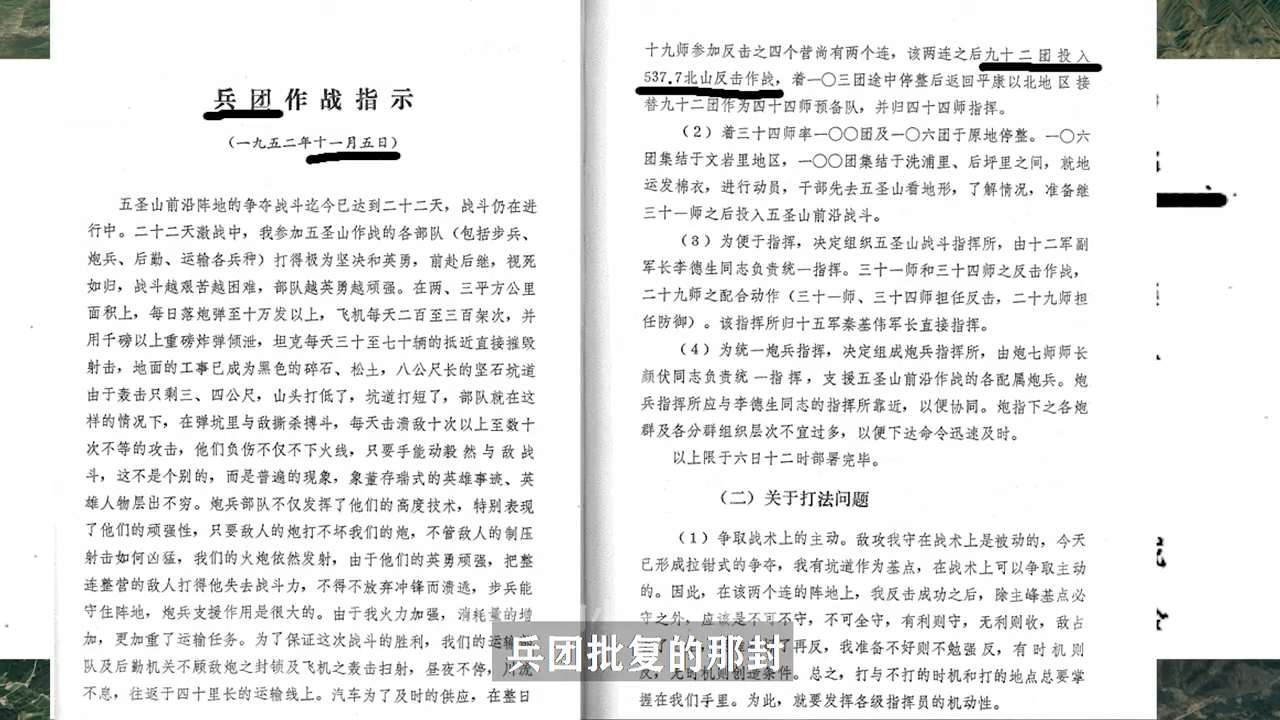 兵团作战指示
（一九五二年十一月五日）
五圣山前沿阵地的争夺战斗迄今已达到二十二天，战斗仍在进
行中。二十二天激战中，我参加五圣山作战的各部队（包括步兵、
炮兵、后勤、运输各兵种）打得极为坚决和英勇，前赴后继，视死
如归，战斗越艰苦越困难，部队越英勇越顽强。在两、三平方公里
面积上，每日落炮弹至十万发以上，飞机每天二百至三百架次，并
用千磅以上重磅炸弹倾泄，坦克每天三十至七十辆的抵近直接摧毁
射击，地面的工事已成为黑色的碎石、松土，八公尺长的坚石坑道
由于轰击只剩三、四公尺，山头打低了，坑道打短了，部队就在这
样的情况下，在弹坑里与敌撕杀搏斗，每天击溃敌十次以上至数十
次不等的攻击，他们负伤不仅不下火线，只要手能动毅然与敌战
斗，这不是个别的，而是普遍的现象，象董存瑞式的英雄事迹、英
雄人物层出不穷。炮兵部队不仅发挥了他们的高度技术，特别表现
了他们的顽强性，只要敌人的炮打不坏我们的炮，不管敌人的制压
射击如何凶猛，我们的火炮依然发射，由于他们的英勇顽强，把整
连整营的敌人打得他失去战斗力，不得不放弃冲锋而溃逃，步兵能
守住阵地，炮兵支援作用是很大的。由于我火力加强，消耗量的增
加，更加重了运输任务。为了保证这次战斗的胜利，我们的运输
队及后勤机关不顾敌炮之封锁及飞机之轰击扫射，昼夜不停，川流
不息，往返于四十里长的运输线上。汽车为了及时的供应，在整日
十九师参加反击之四个营尚有两个连，该两连之后九十二团投入
537.7北山反击作战，着一〇三团途中停整后返回平康以北地区接
替九十二团作为四十四师预备队，并归四十四师指挥。
（2）着三十四师率一〇〇团及一〇六团于原地停整。一〇六
团集结于文岩里地区，一〇〇团集结于洗浦里、后坪里之间，就地
运发棉衣，进行动员，干部先去五圣山看地形，了解情况，准备继
三十一师之后投入五圣山前沿战斗。
（3）为便于指挥，决定组织五圣山战斗指挥所，由十二军副
军长李德生同志负责统一指挥。三十一师和三十四师之反击作战，
二十九师之配合动作（三十一师、三十四师担任反击，二十九师担
任防御）。该指挥所归十五军秦基伟军长直接指挥。
（4）为统一炮兵指挥，决定组成炮兵指挥所，由炮七师师长
颜伏同志负责统一指挥，支援五圣山前沿作战的各配属炮兵。炮
兵指挥所应与李德生同志的指挥所靠近，以便协同。炮指下之各炮
群及各分群组织层次不宜过多，以便下达命令迅速及时。
以上限于六日十二时部署完毕。
（二）关于打法问题
（1）争取战术上的主动。敌攻我守在战术上是被动的，今天
已形成拉钳式的争夺，我有坑道作为基点，在战术上可以争取主动
的。因此，在该两个连的阵地上，我反击成功之后，除主峰基点必
守之外，应该是不可不守，不可全守，有利则守，无利则收，敌占
了再反，我准备不好则不勉强反，有时机则
反，无时机则创造条件。总之，打与不打的时机和打的地点总要掌
握在我们手里。为此，就要发挥各级指挥员的机动性。
兵团批复的那封